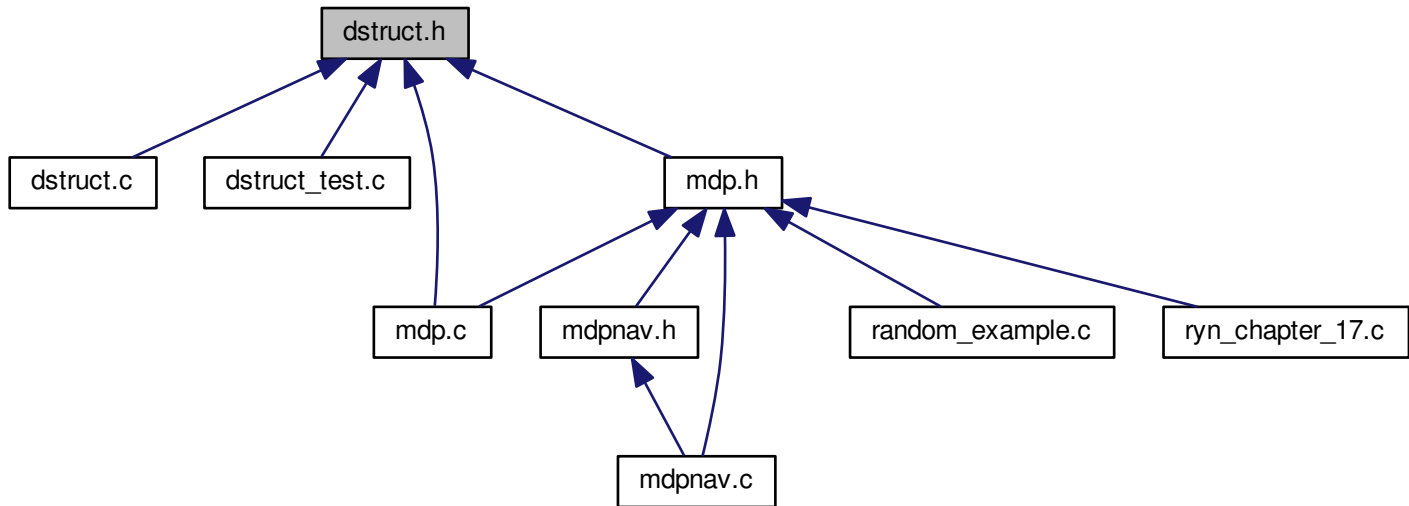 dstruct.h
dstruct.c
dstruct_test.c
mdp.h
mdp.c
mdpnav.h
random_example.c
ryn_chapter_17.c
mdpnav.c